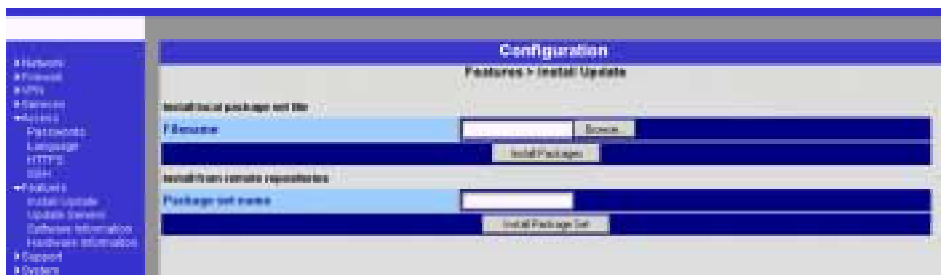 Configuration
Features > Install Update
Network
Firewall
VPN
Services
Access
Passwords
Language
HTTPS
SSH
Features
Install Update
Update Servers
Software Information
Hardware Information
Support
System
Install local package set file
Filename
Browse...
Install Packages
Install from remote repositories
Package set name
Install Package Set